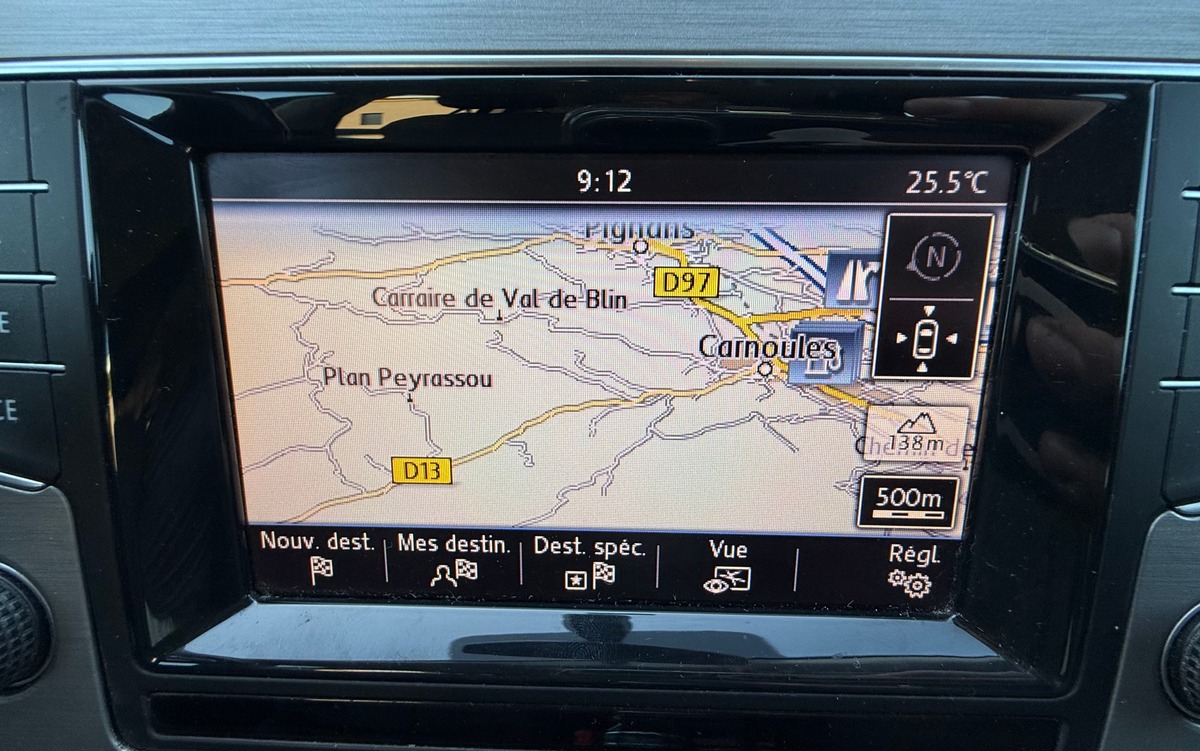 9:12
25.5°C
N
Pignans
D97
Carraire de Val-de-Blin
Carnoules
Plan Peyrassou
138m
D13
500m
Nouv. dest.
Mes destin.
Dest. spéc.
Vue
Régl.
E
CE